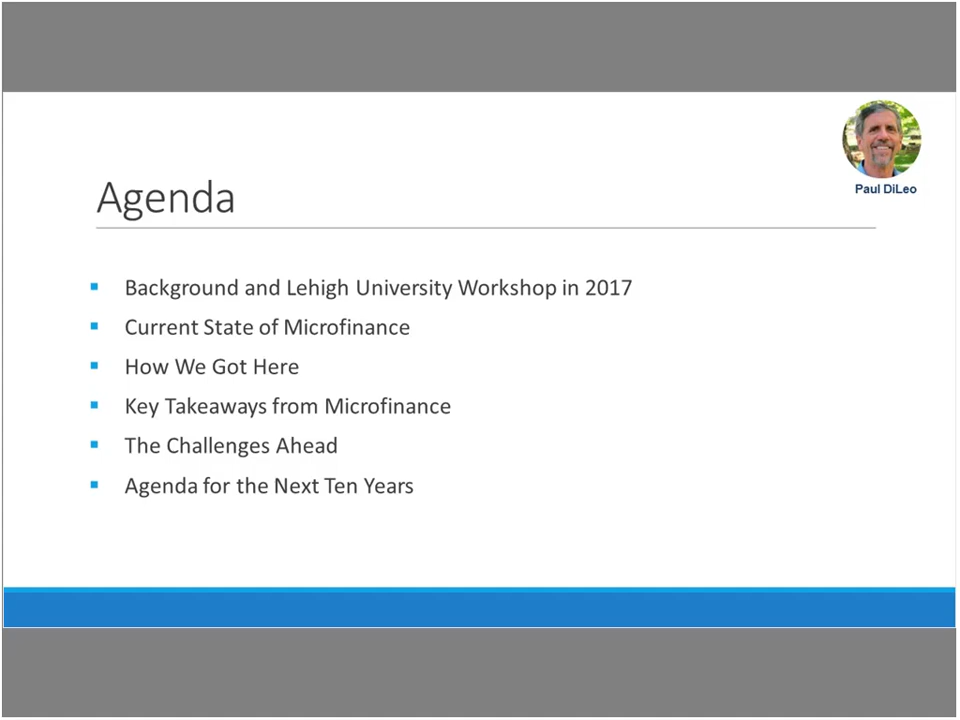 Paul DiLeo
Agenda
Background and Lehigh University Workshop in 2017
Current State of Microfinance
How We Got Here
Key Takeaways from Microfinance
The Challenges Ahead
Agenda for the Next Ten Years